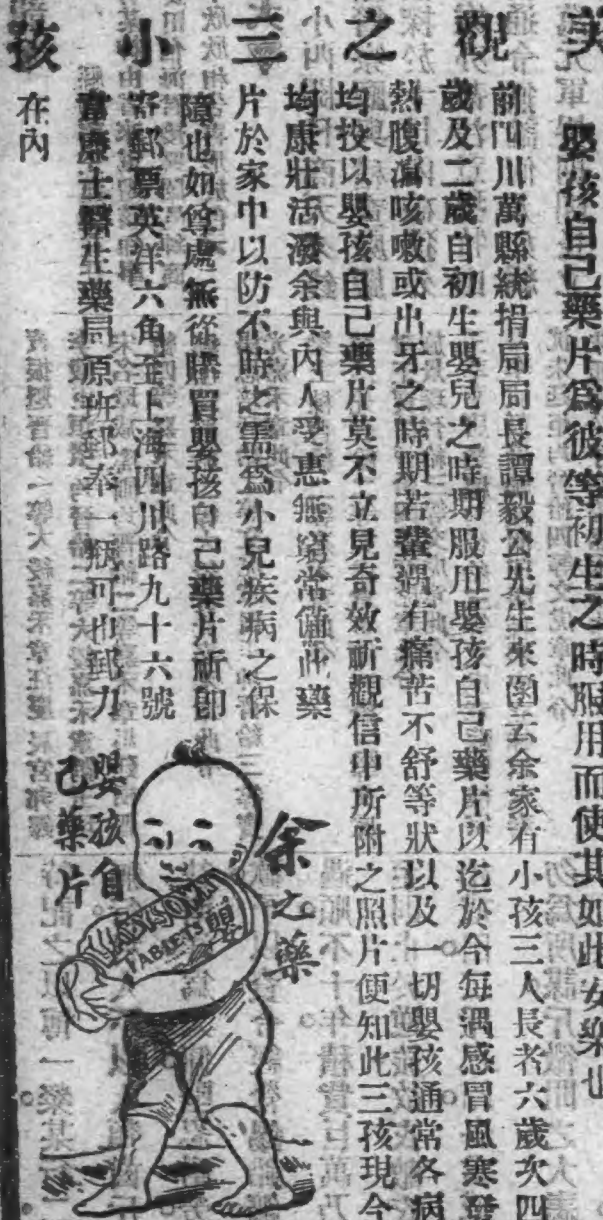 美觀之三小孩
嬰孩自己藥片爲彼等初生之時服用而使其如此安樂也
前四川萬縣統捐局局長譚毅公先生來函云余家有小孩三人長者六歲次四
歲及二歲自初生嬰兒之時期服用嬰孩自己藥片以迄於今每遇感冒風寒發
熱腹瀉咳嗽或出牙之時期若輩遇有痛苦不舒等狀以及一切嬰孩通常各病
均投以嬰孩自己藥片莫不立見奇效祈觀信中所附之照片便知此三孩現今
均康壯活潑余與內人受惠無窮常備此藥
片於家中以防不時之需爲小兒疾病之保
障也如尊處無從購買嬰孩自己藥片祈即
寄郵票英洋六角至上海四川路九十六號
韋廉士醫生藥局原班郵奉一瓶可也郵力
在內
余之藥
嬰孩自
己藥片
BABYSOWN
TABLETS